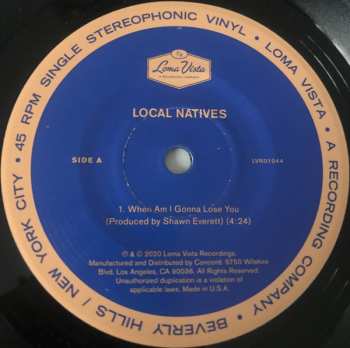 45 RPM SINGLE STEREOPHONIC VINYL • LOMA VISTA • A RECORDING COMPANY • BEVERLY HILLS / NEW YORK CITY •
Loma Vista
LOCAL NATIVES
SIDE A
LVR01044
1. When Am I Gonna Lose You
(Produced by Shawn Everett) (4:24)
℗ & © 2020 Loma Vista Recordings.
Manufactured and Distributed by Concord. 5750 Wilshire
Blvd. Los Angeles, CA 90036. All Rights Reserved.
Unauthorized duplication is a violation of
applicable laws. Made in U.S.A.